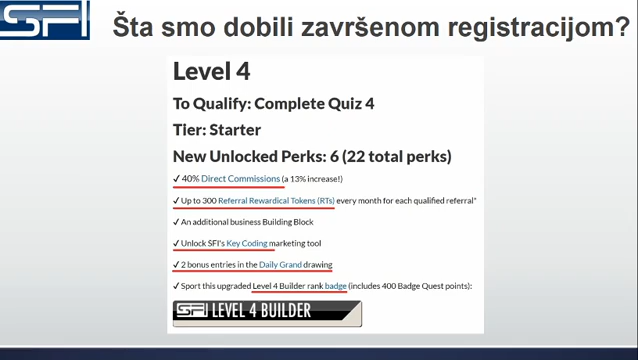 SFI
Šta smo dobili završenom registracijom?
Level 4
To Qualify: Complete Quiz 4
Tier: Starter
New Unlocked Perks: 6 (22 total perks)
✓ 40% Direct Commissions (a 13% increase!)
✓ Up to 300 Referral Rewardical Tokens (RTs) every month for each qualified referral*
✓ An additional business Building Block
✓ Unlock SFI's Key Coding marketing tool
✓ 2 bonus entries in the Daily Grand drawing
✓ Sport this upgraded Level 4 Builder rank badge (includes 400 Badge Quest points):
SFI LEVEL 4 BUILDER